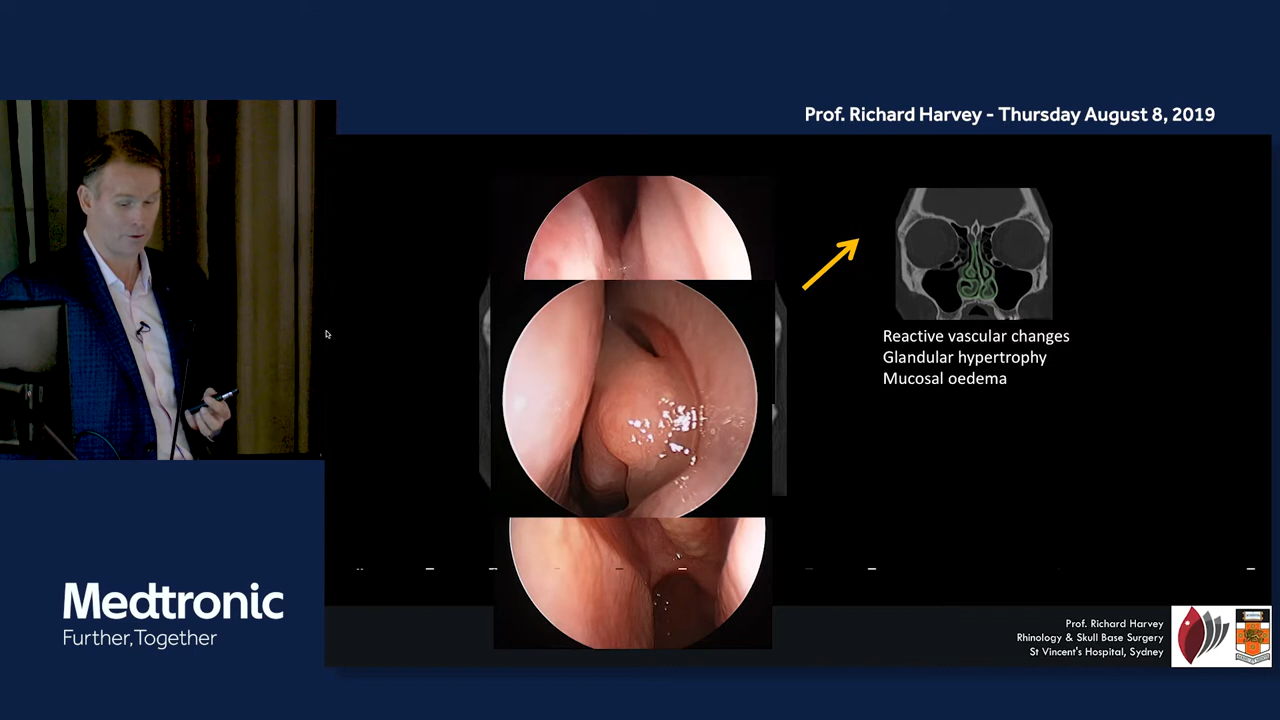 Prof. Richard Harvey - Thursday August 8, 2019
Reactive vascular changes
Glandular hypertrophy
Mucosal oedema
Medtronic
Further, Together
Prof. Richard Harvey
Rhinology & Skull Base Surgery
St Vincent's Hospital, Sydney